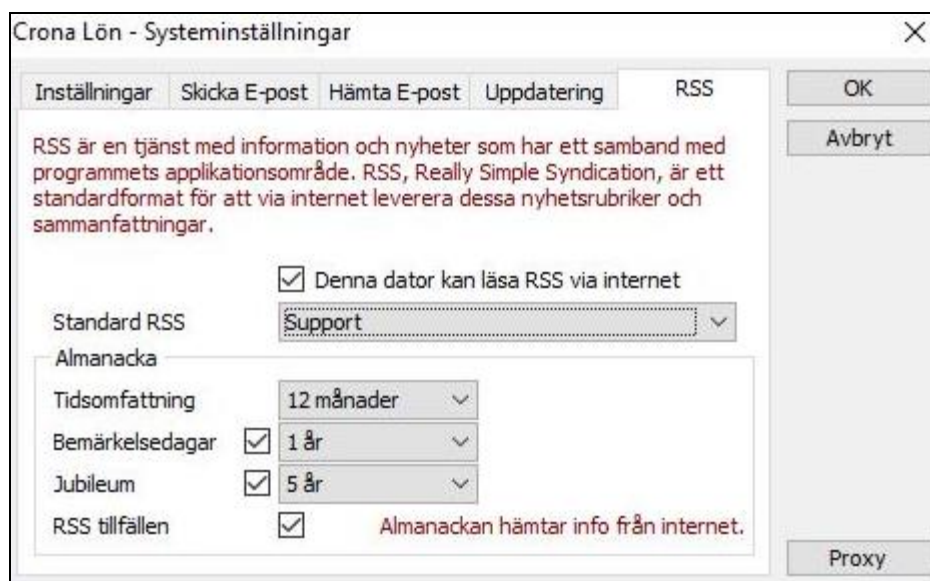 Crona Lön - Systeminställningar
Inställningar
Skicka E-post
Hämta E-post
Uppdatering
RSS
OK
Avbryt
RSS är en tjänst med information och nyheter som har ett samband med
programmets applikationsområde. RSS, Really Simple Syndication, är ett
standardformat för att via internet leverera dessa nyhetsrubriker och
sammanfattningar.
Denna dator kan läsa RSS via internet
Standard RSS
Support
Almanacka
Tidsomfattning
12 månader
Bemärkelsedagar
1 år
Jubileum
5 år
RSS tillfällen
Almanackan hämtar info från internet.
Proxy